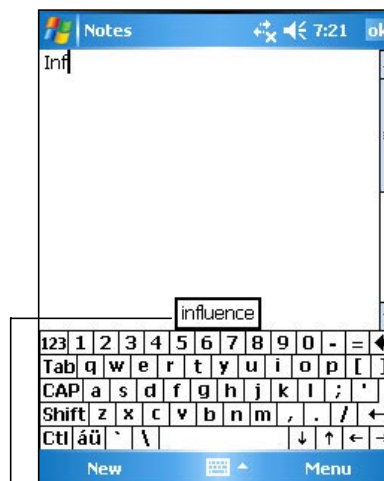 Notes 7:21 ok
Inf
influence
123 1 2 3 4 5 6 7 8 9 0 - =
Tab q w e r t y u i o p [ ]
CAP a s d f g h j k l ; '
Shift z x c v b n m , . / ←
Ctl áü ` \ ↓ ↑ ← →
New Menu